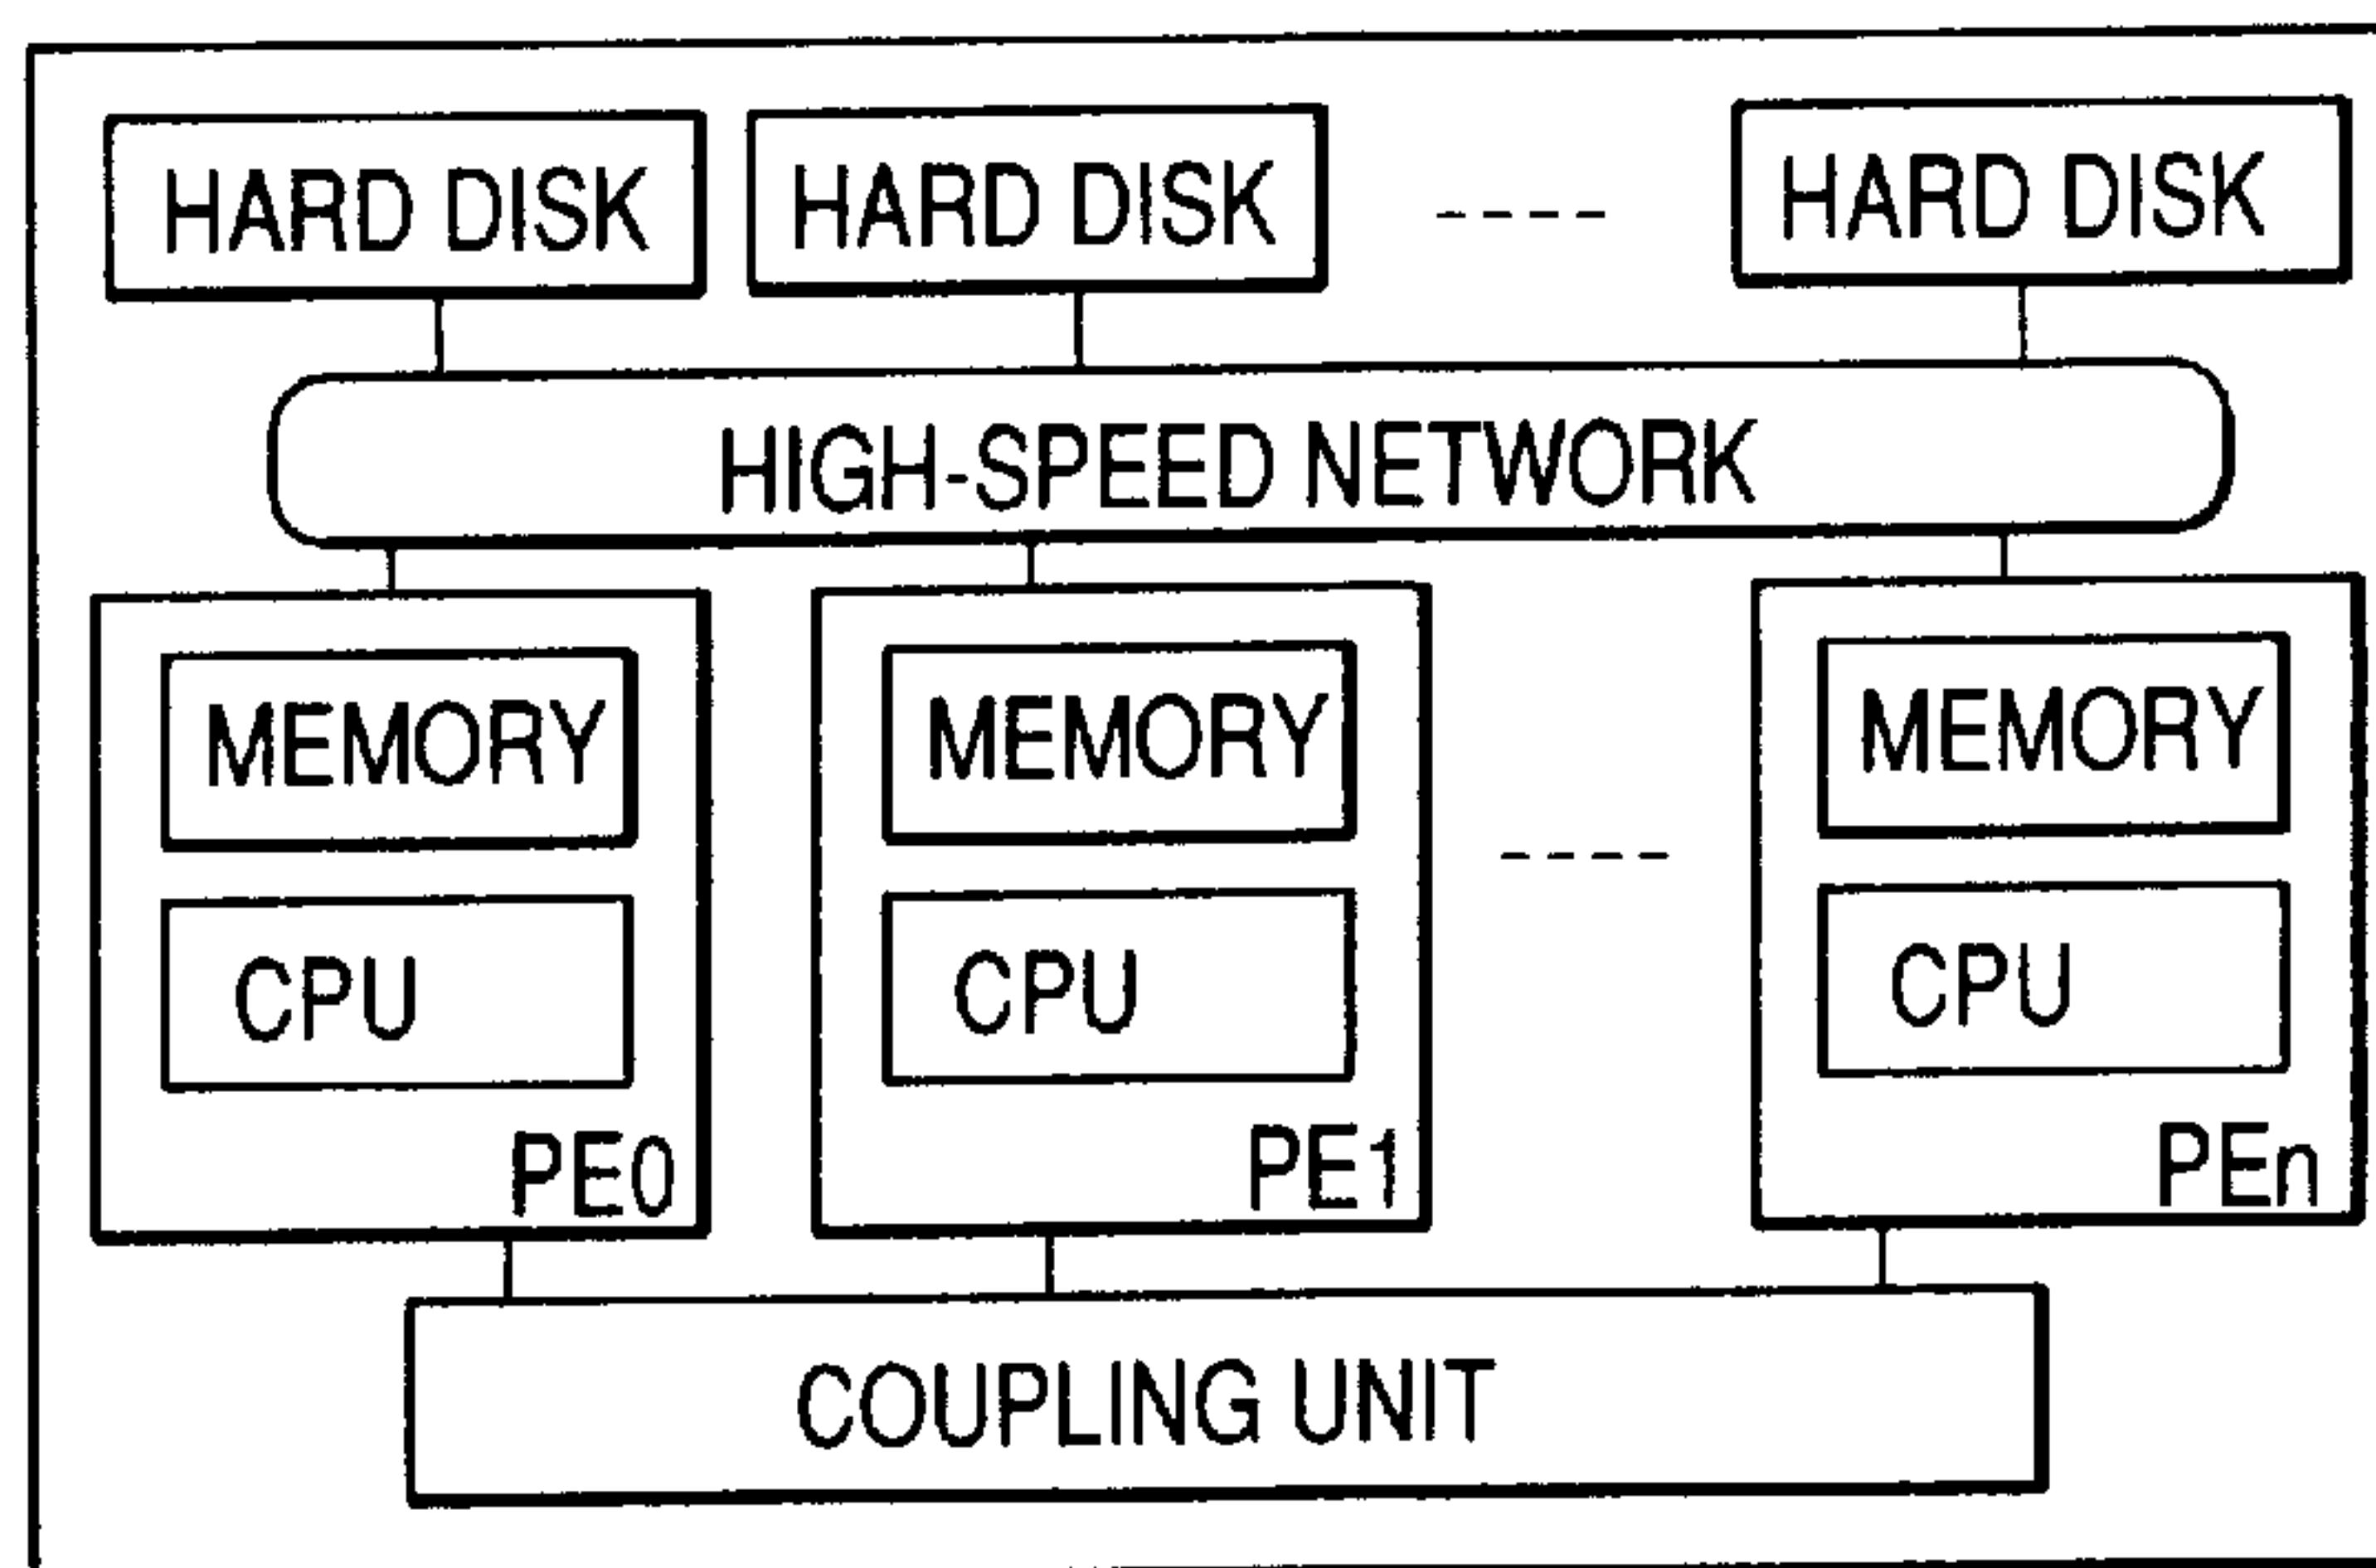 HARD DISK
HARD DISK
HARD DISK
HIGH-SPEED NETWORK
MEMORY
CPU
PE0
MEMORY
CPU
PE1
MEMORY
CPU
PEn
COUPLING UNIT